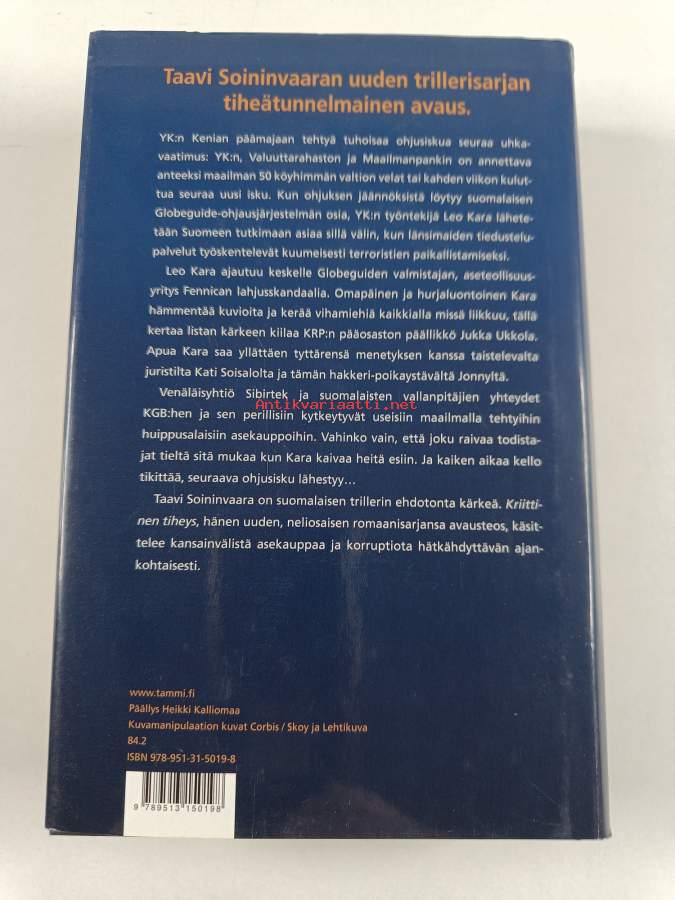 Taavi Soininvaaran uuden trillerisarjan
tiheätunnelmainen avaus.
YK:n Kenian päämajaan tehtyä tuhoisaa ohjusiskua seuraa uhka-
vaatimus: YK:n, Valuuttarahaston ja Maailmanpankin on annettava
anteeksi maailman 50 köyhimmän valtion velat tai kahden viikon kulut-
tua seuraa uusi isku. Kun ohjuksen jäännöksistä löytyy suomalaisen
Globeguide-ohjausjärjestelmän osia, YK:n työntekijä Leo Kara lähete-
tään Suomeen tutkimaan asiaa sillä välin, kun länsimaiden tiedustelu-
palvelut työskentelevät kuumeisesti terroristien paikallistamiseksi.
Leo Kara ajautuu keskelle Globeguiden valmistajan, aseteollisuus-
yritys Fennican lahjusskandaalia. Omapäinen ja hurjaluontoinen Kara
hämmentää kuvioita ja kerää vihamiehiä kaikkialla missä liikkuu, tällä
kertaa listan kärkeen kiilaa KRP:n pääosaston päällikkö Jukka Ukkola.
Apua Kara saa yllättäen tyttärensä menetyksen kanssa taistelevalta
juristilta Kati Soisalolta ja tämän hakkeri-poikaystävältä Jonnyltä.
Venäläisyhtiö Sibirtek ja suomalaisten vallanpitäjien yhteydet
Antikvariaatti.net
KGB:hen ja sen perillisiin kytkeytyvät useisiin maailmalla tehtyihin
huippusalaisiin asekauppoihin. Vahinko vain, että joku raivaa todista-
jat tieltä sitä mukaa kun Kara kaivaa heitä esiin. Ja kaiken aikaa kello
tikittää, seuraava ohjusisku lähestyy...
Taavi Soininvaara on suomalaisen trillerin ehdotonta kärkeä. Kriitti-
nen tiheys, hänen uuden, neliosaisen romaanisarjansa avausteos, käsit-
telee kansainvälistä asekauppaa ja korruptiota hätkähdyttävän ajan-
kohtaisesti.
www.tammi.fi
Päällys Heikki Kalliomaa
Kuvamanipulaation kuvat Corbis / Skoy ja Lehtikuva
84.2
ISBN 978-951-31-5019-8
9 789513 150198